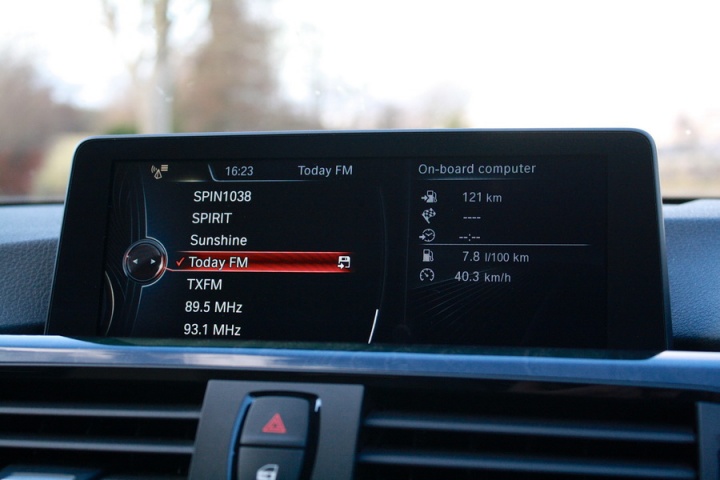 16:23 Today FM
SPIN1038
SPIRIT
Sunshine
✓ Today FM
TXFM
89.5 MHz
93.1 MHz
On-board computer
121 km
----
--:--
7.8 l/100 km
40.3 km/h